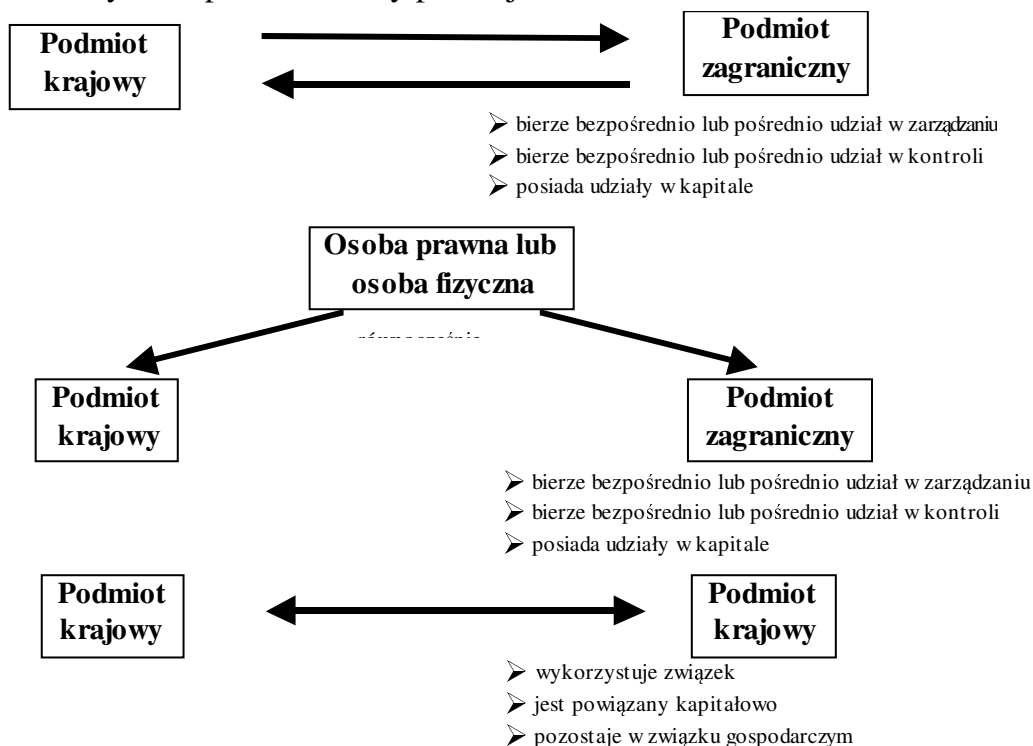 Podmiot
krajowy
Podmiot
zagraniczny
➢ bierze bezpośrednio lub pośrednio udział w zarządzaniu
➢ bierze bezpośrednio lub pośrednio udział w kontroli
➢ posiada udziały w kapitale
Osoba prawna lub
osoba fizyczna
Podmiot
krajowy
Podmiot
zagraniczny
➢ bierze bezpośrednio lub pośrednio udział w zarządzaniu
➢ bierze bezpośrednio lub pośrednio udział w kontroli
➢ posiada udziały w kapitale
Podmiot
krajowy
Podmiot
krajowy
➢ wykorzystuje związek
➢ jest powiązany kapitałowo
➢ pozostaje w związku gospodarczym